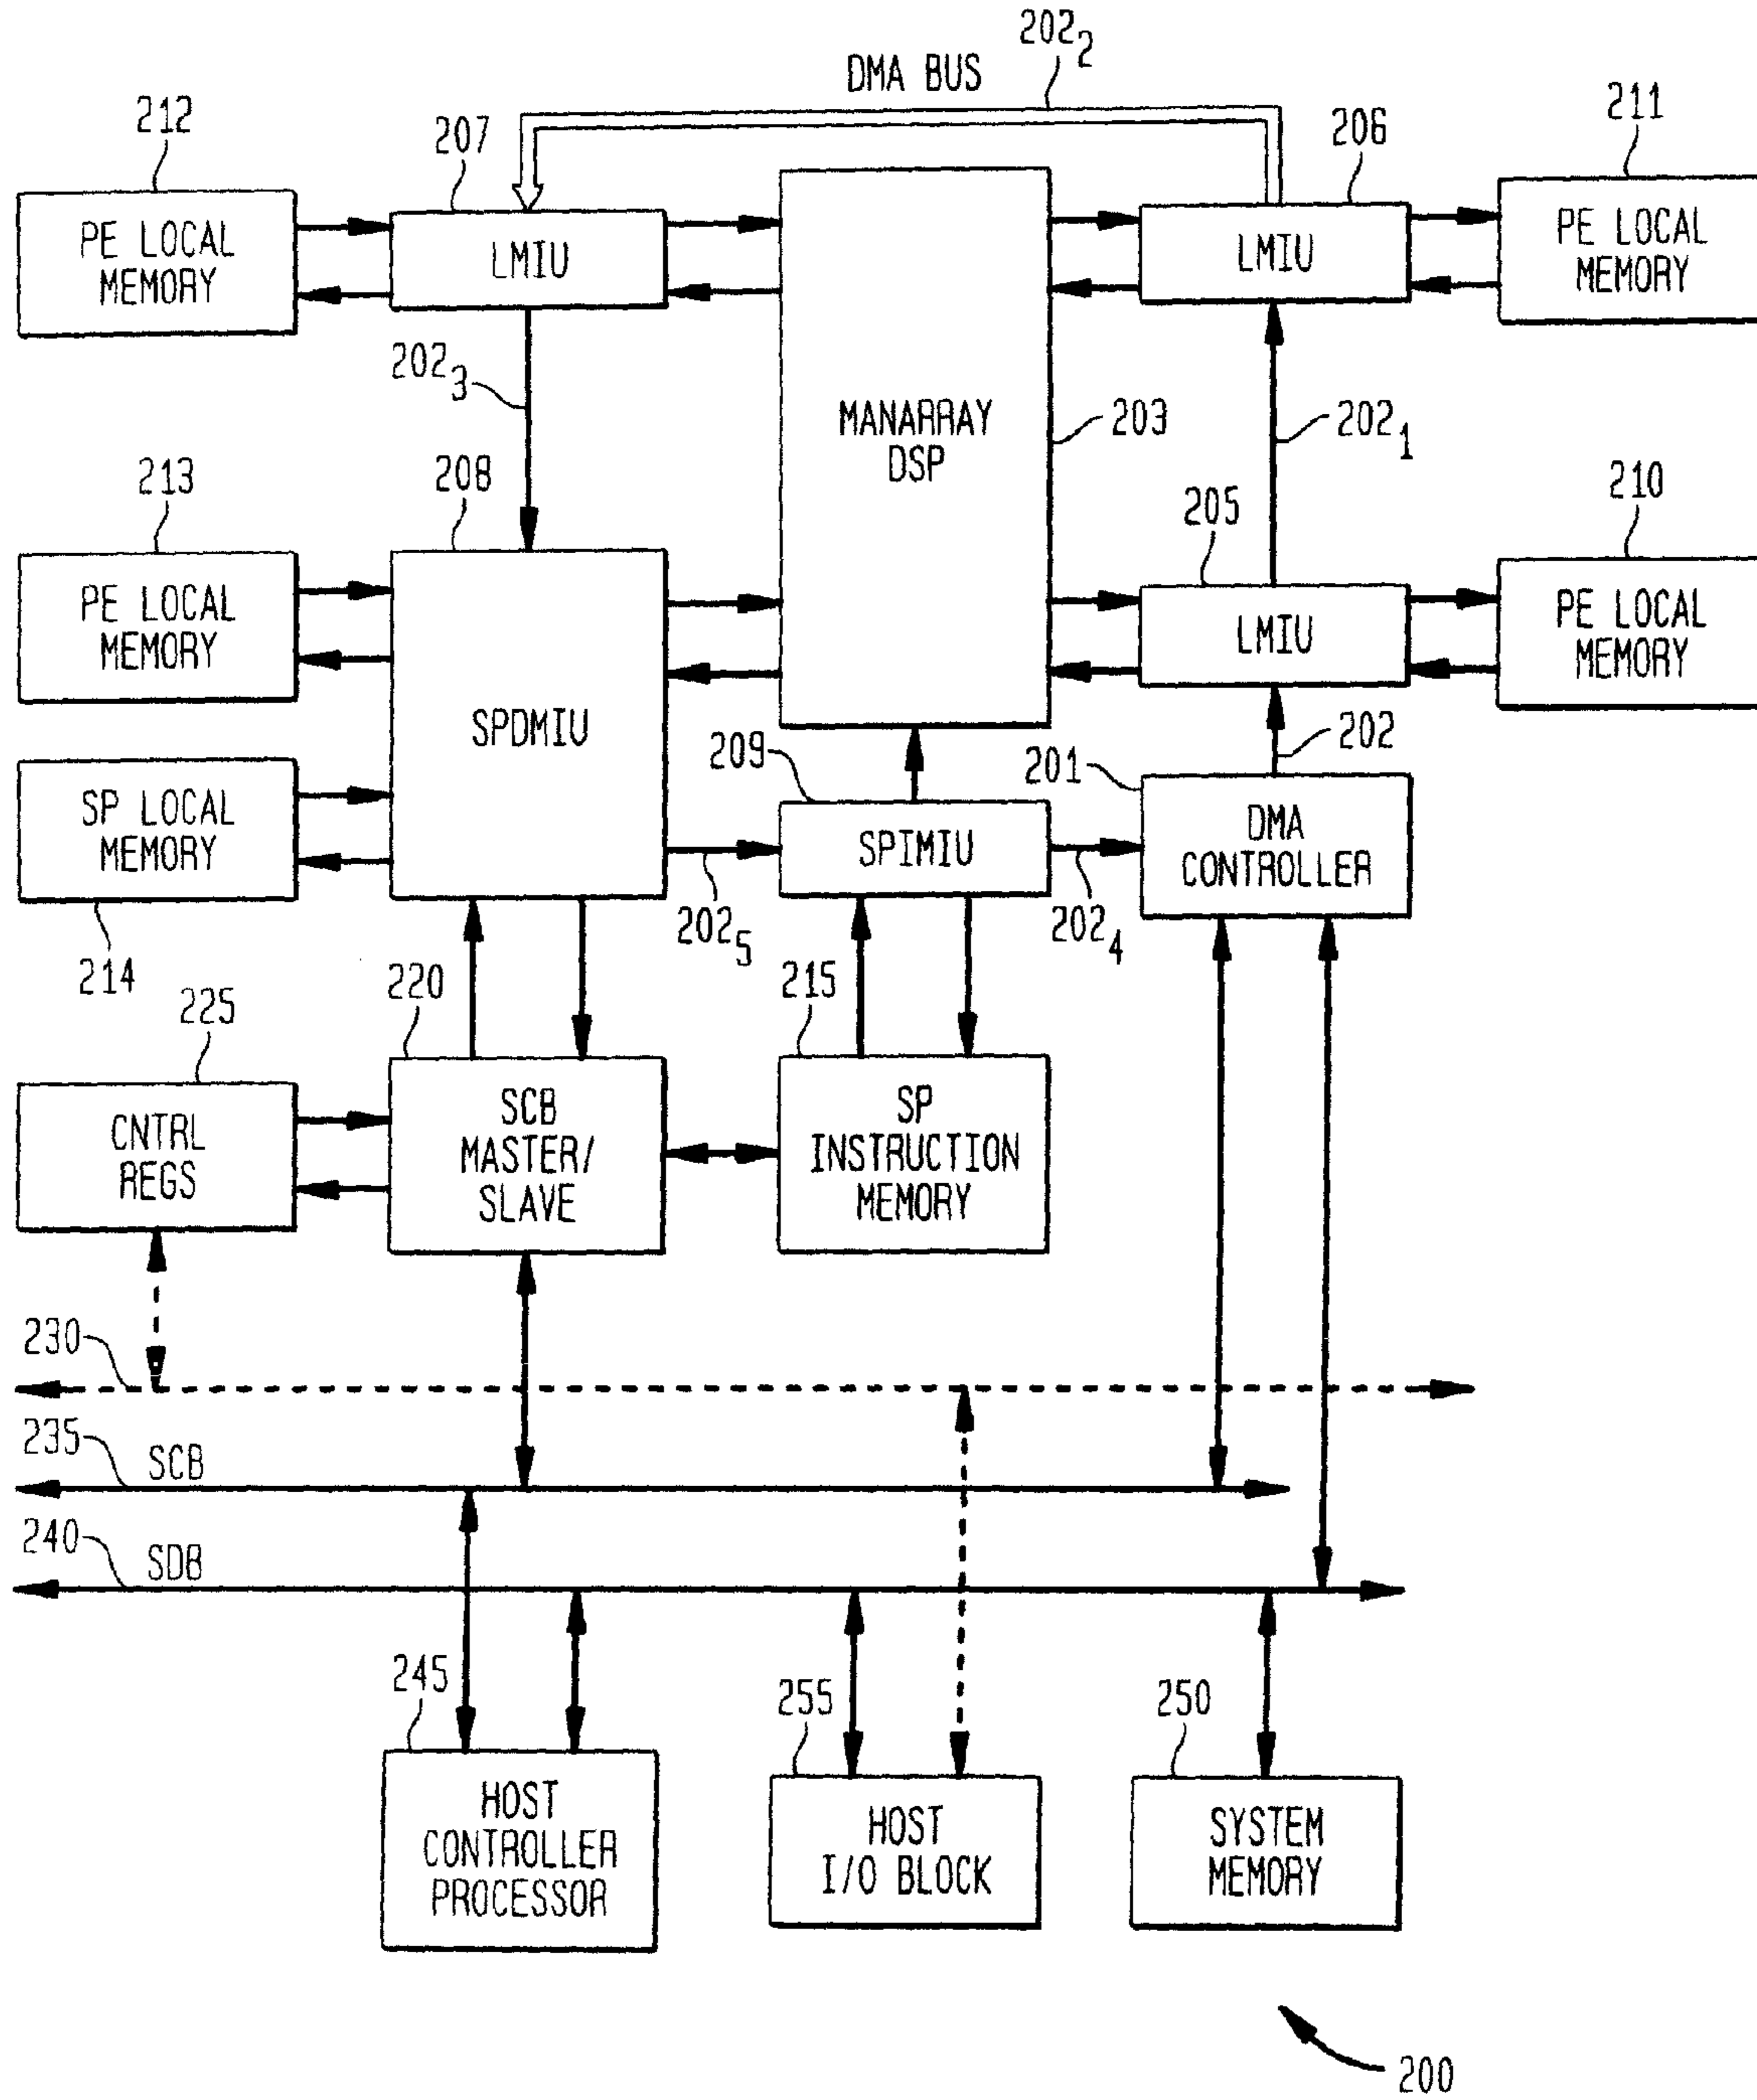 202₂
DMA BUS
212
207
206
211
PE LOCAL
MEMORY
LMIU
LMIU
PE LOCAL
MEMORY
202₃
MANARRAY
DSP
203
202₁
213
208
205
210
PE LOCAL
MEMORY
SPDMIU
LMIU
PE LOCAL
MEMORY
209
201
202
SP LOCAL
MEMORY
SPIMIU
DMA
CONTROLLER
202₅
202₄
214
225
220
215
CNTRL
REGS
SCB
MASTER/
SLAVE
SP
INSTRUCTION
MEMORY
230
235
SCB
240
SDB
245
255
250
HOST
CONTROLLER
PROCESSOR
HOST
I/O BLOCK
SYSTEM
MEMORY
200